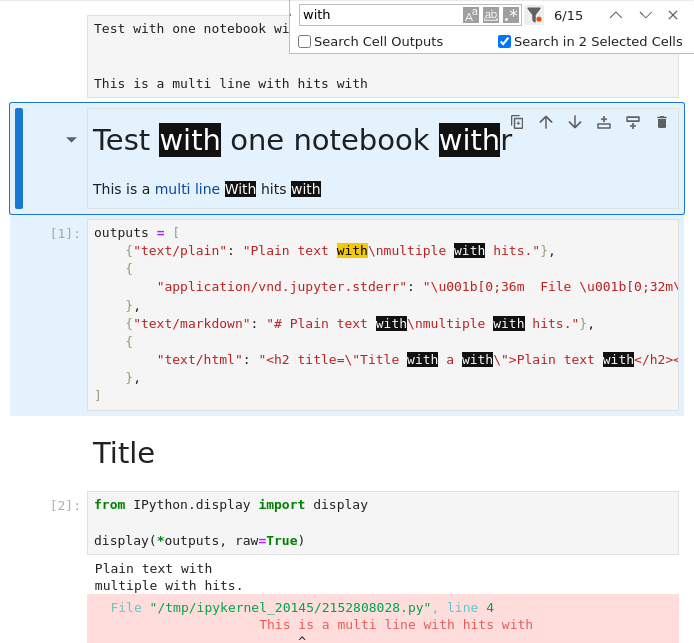 with
6/15
Search Cell Outputs
Search in 2 Selected Cells
Test with one notebook wi
This is a multi line with hits with
Test with one notebook withr
This is a multi line With hits with
[1]:
outputs = [
{"text/plain": "Plain text with\nmultiple with hits."},
{
"application/vnd.jupyter.stderr": "\u001b[0;36m  File \u001b[0;32m\
},
{"text/markdown": "# Plain text with\nmultiple with hits."},
{
"text/html": "<h2 title=\"Title with a with\">Plain text with</h2><
},
]
Title
[2]:
from IPython.display import display
display(*outputs, raw=True)
Plain text with
multiple with hits.
File "/tmp/ipykernel_20145/2152808028.py", line 4
This is a multi line with hits with
^